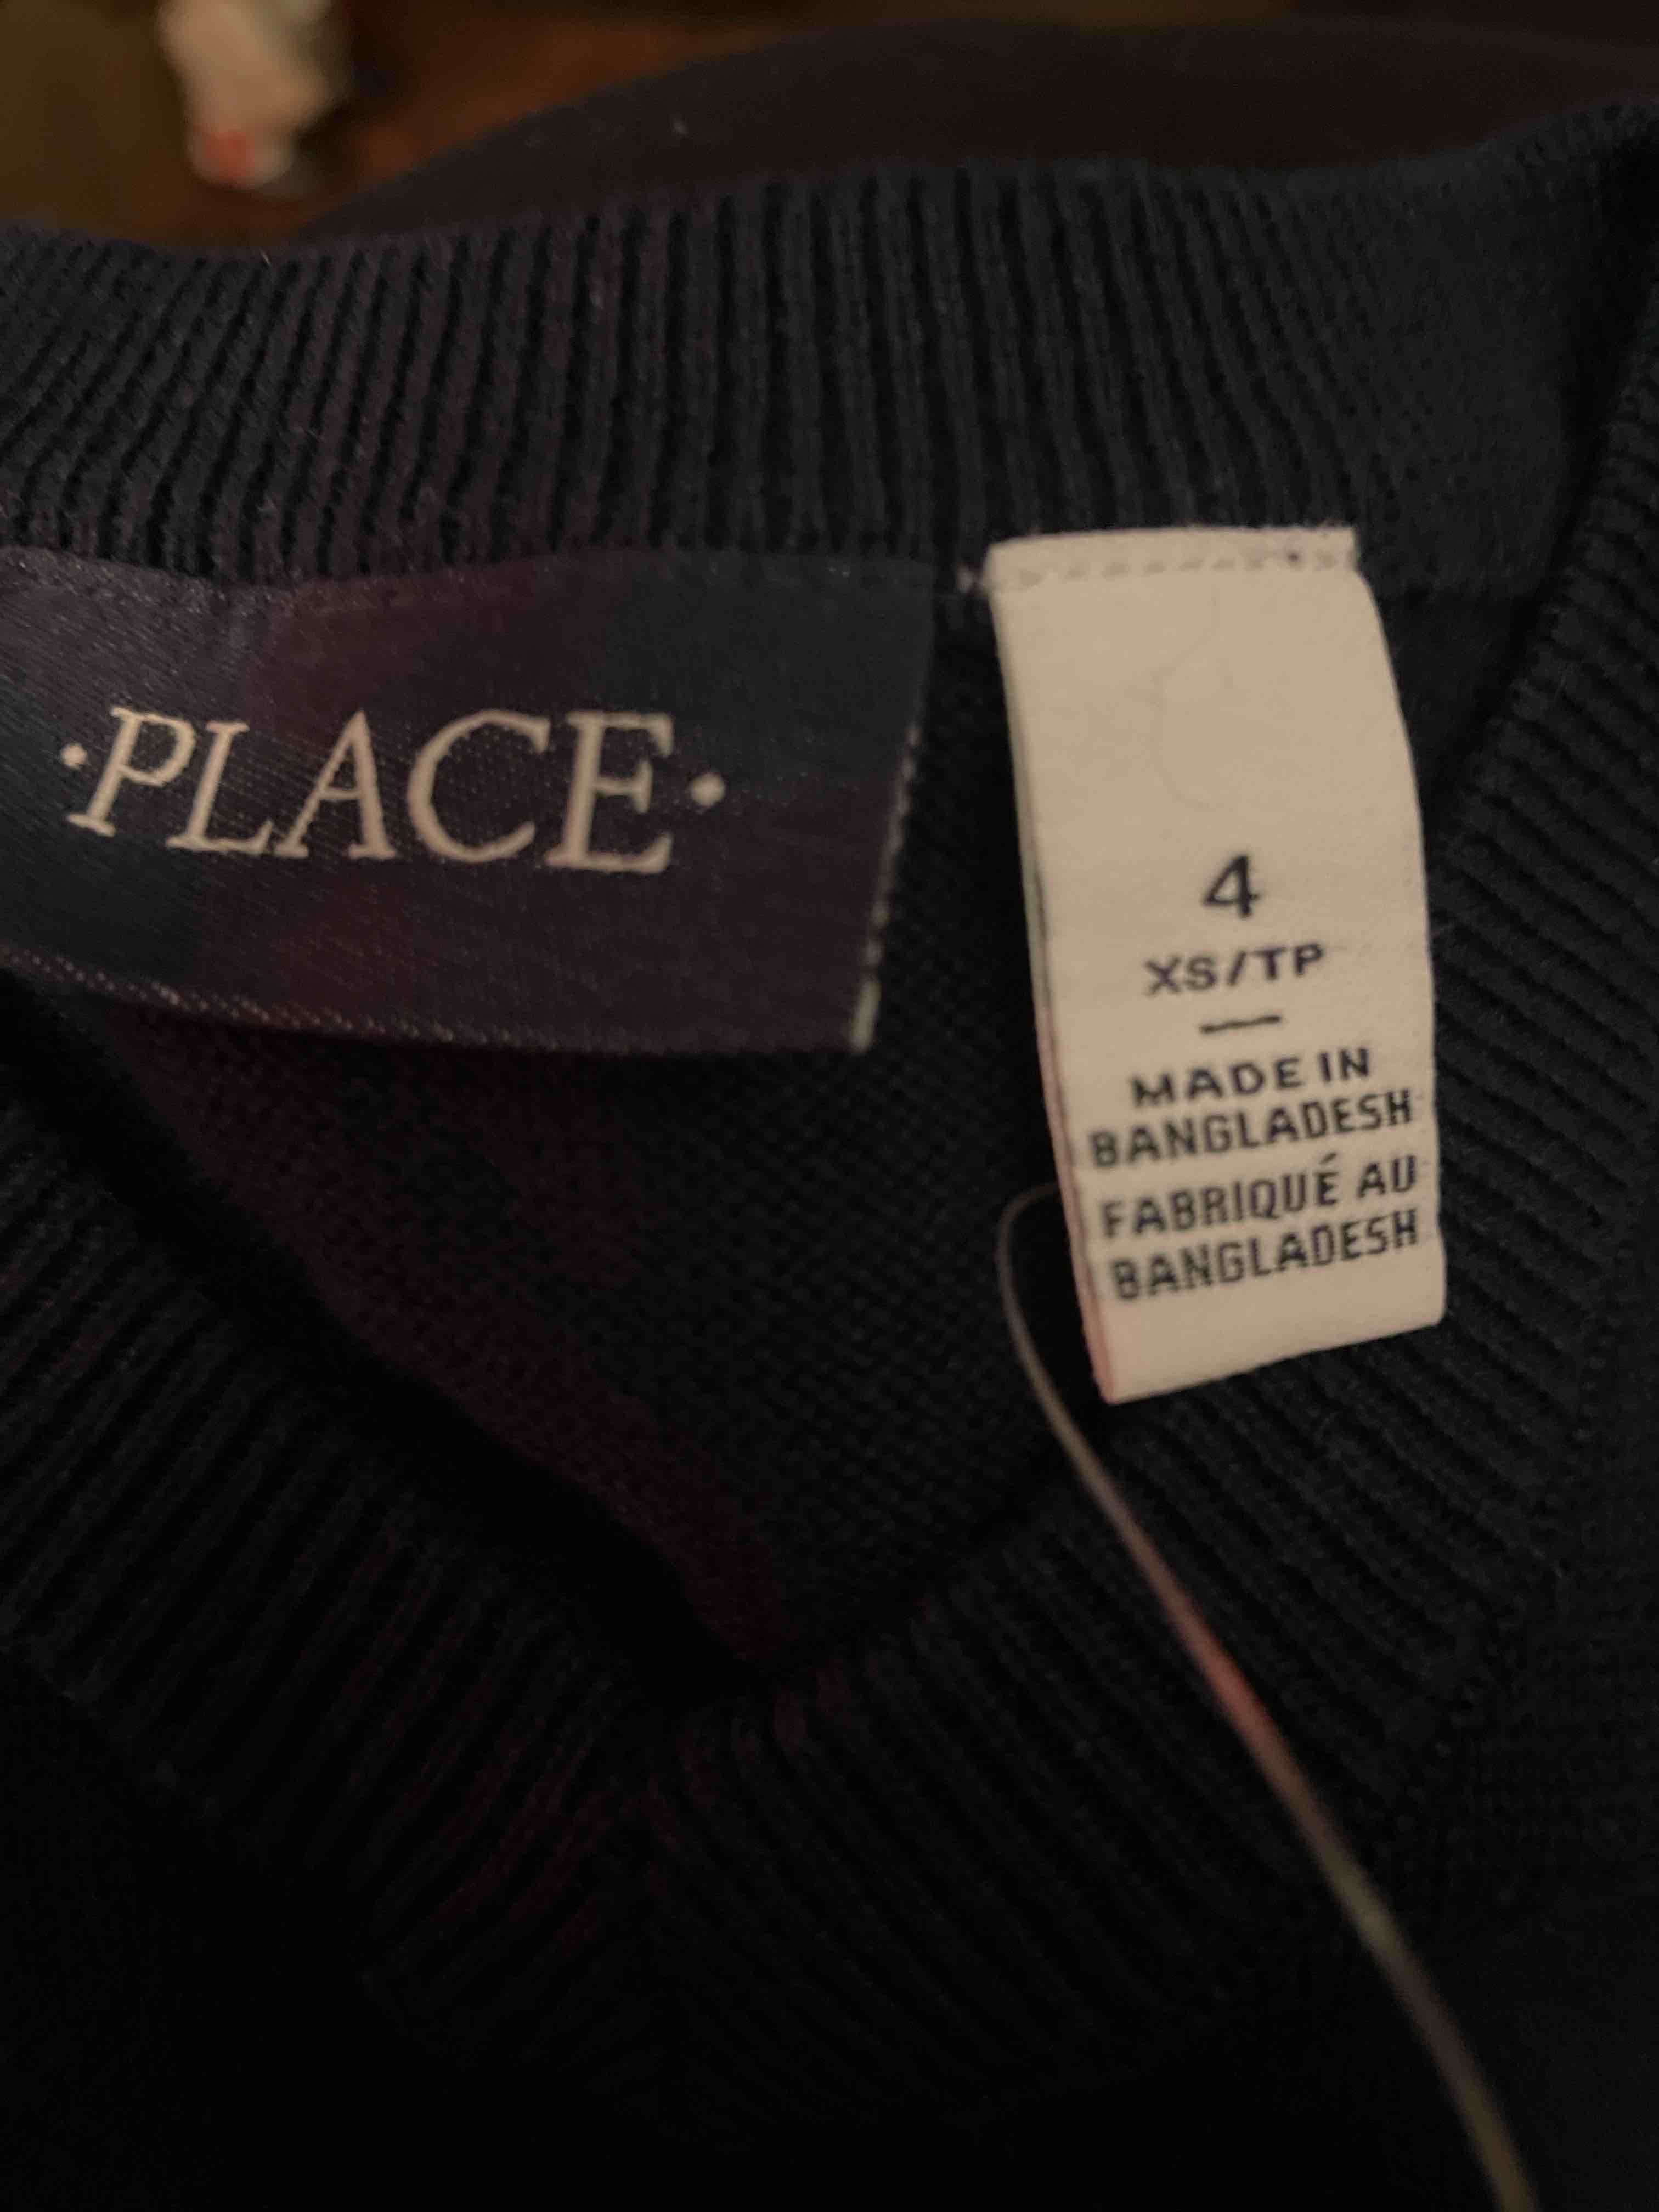 ·PLACE·
4
XS/TP
—
MADE IN
BANGLADESH
FABRIQUÉ AU
BANGLADESH